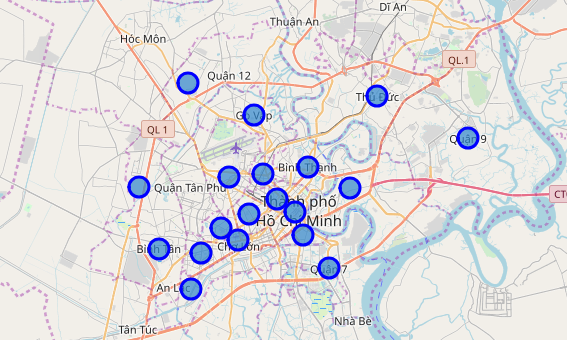 Thuận An
Dĩ An
Hóc Môn
QL.1
Quận 12
Thủ Đức
Gò Vấp
QL 1
Quận 9
Bình Thạnh
Quận Tân Phú
CT
Thành phố
Hồ Chí Minh
Chợ Lớn
Bình Tân
Quận 7
An Lạc
Nhà Bè
Tân Túc